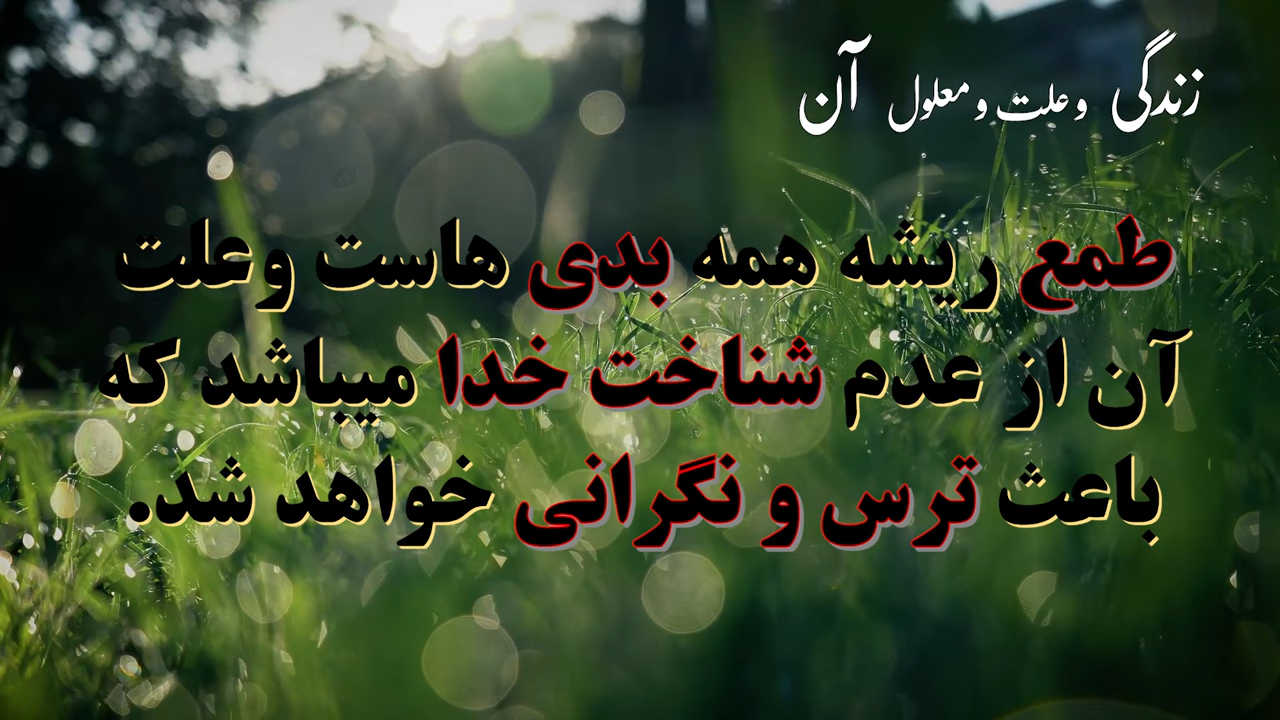 زندگی و علت و معلول آن
طمع ریشه همه بدی هاست و علت
آن از عدم شناخت خدا میباشد که
باعث ترس و نگرانی خواهد شد.